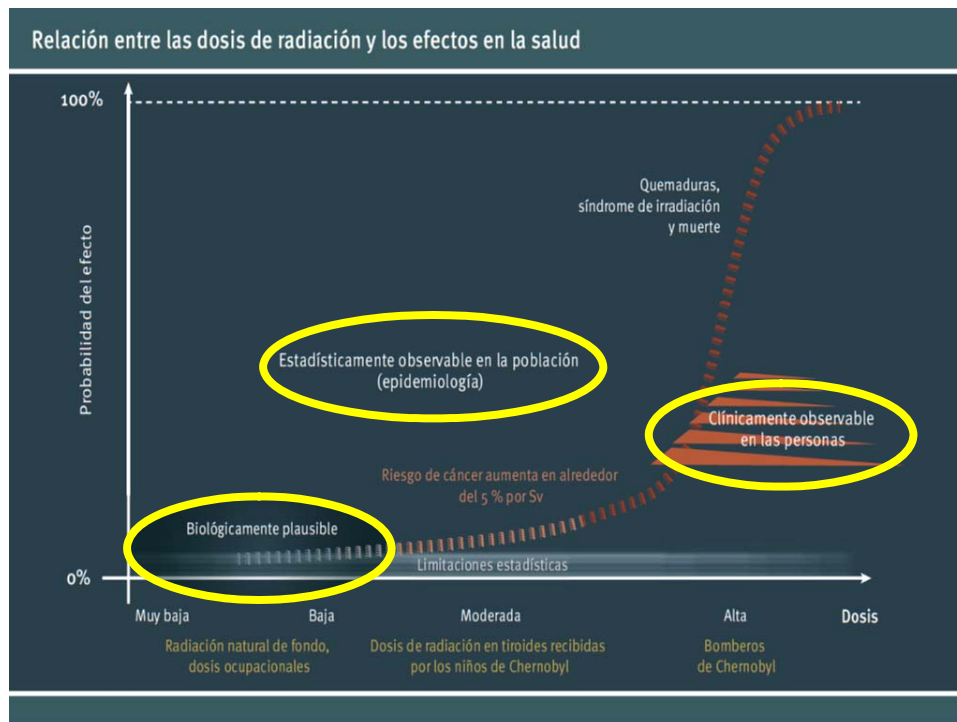 Relación entre las dosis de radiación y los efectos en la salud
100%
Quemaduras,
síndrome de irradiación
y muerte
Probabilidad del efecto
Estadísticamente observable en la población
(epidemiología)
Clínicamente observable
en las personas
Riesgo de cáncer aumenta en alrededor
del 5 % por Sv
Biológicamente plausible
Limitaciones estadísticas
0%
Muy baja
Baja
Moderada
Alta
Dosis
Radiación natural de fondo,
dosis ocupacionales
Dosis de radiación en tiroides recibidas
por los niños de Chernobyl
Bomberos
de Chernobyl